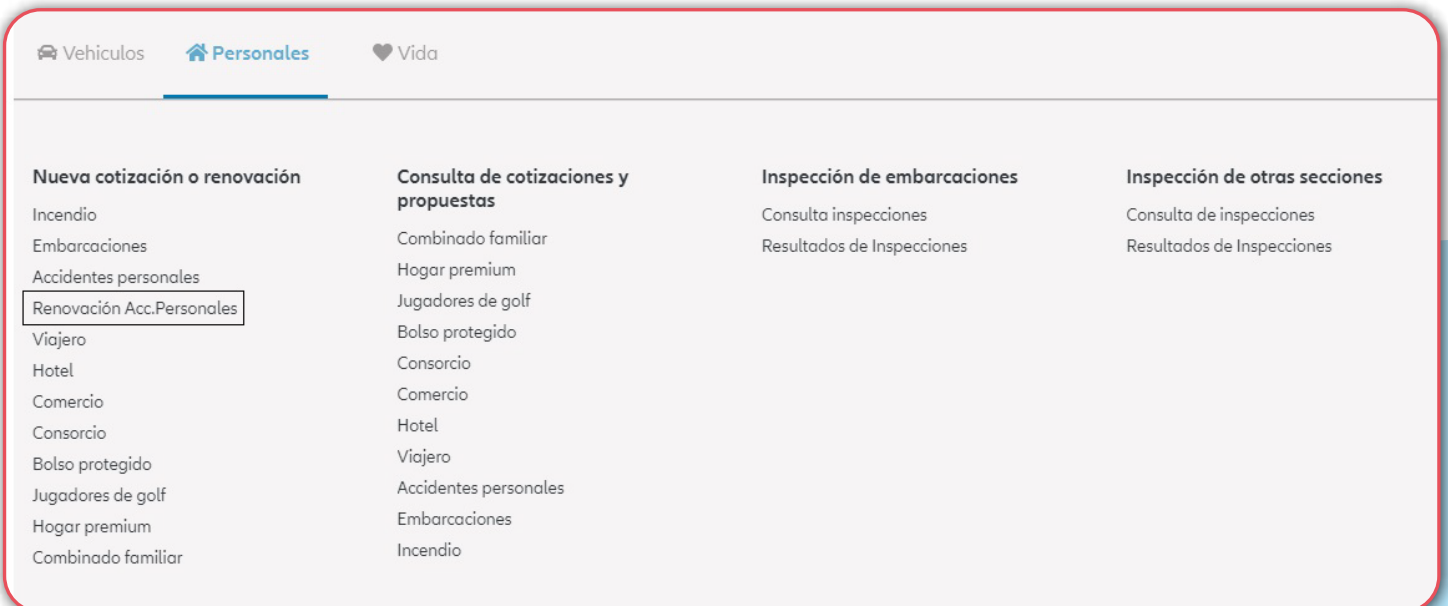 Vehiculos
Personales
Vida
Nueva cotización o renovación
Incendio
Embarcaciones
Accidentes personales
Renovación Acc.Personales
Viajero
Hotel
Comercio
Consorcio
Bolso protegido
Jugadores de golf
Hogar premium
Combinado familiar
Consulta de cotizaciones y
propuestas
Combinado familiar
Hogar premium
Jugadores de golf
Bolso protegido
Consorcio
Comercio
Hotel
Viajero
Accidentes personales
Embarcaciones
Incendio
Inspección de embarcaciones
Consulta inspecciones
Resultados de Inspecciones
Inspección de otras secciones
Consulta de inspecciones
Resultados de Inspecciones